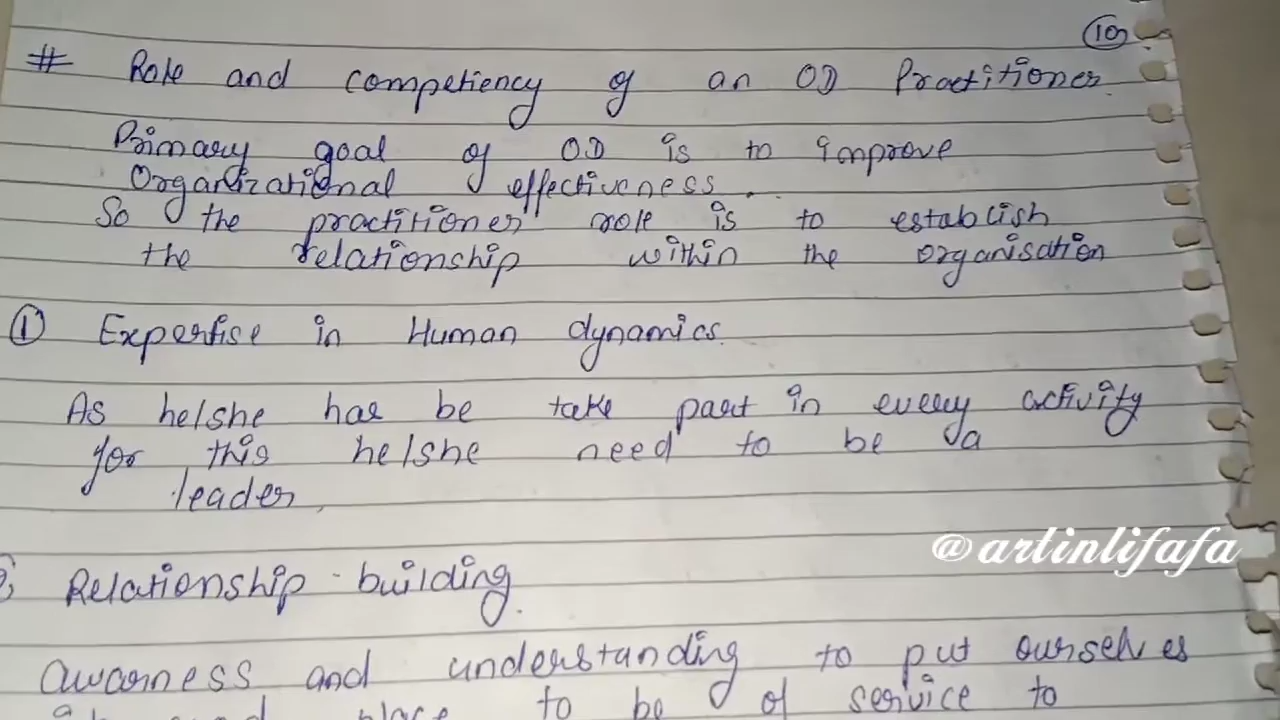 10
# Role and competiency of an OD Practitioner.
Primary goal of OD is to improve
Organizational effectiveness.
So the practitioner role is to establish
the relationship within the organisation
① Expertise in Human dynamics.
As he/she has be take part in every activity
for this he/she need to be a
leader,
@artinlifafa
Relationship-building.
awarness and understanding to put ourselves
place to be of service to